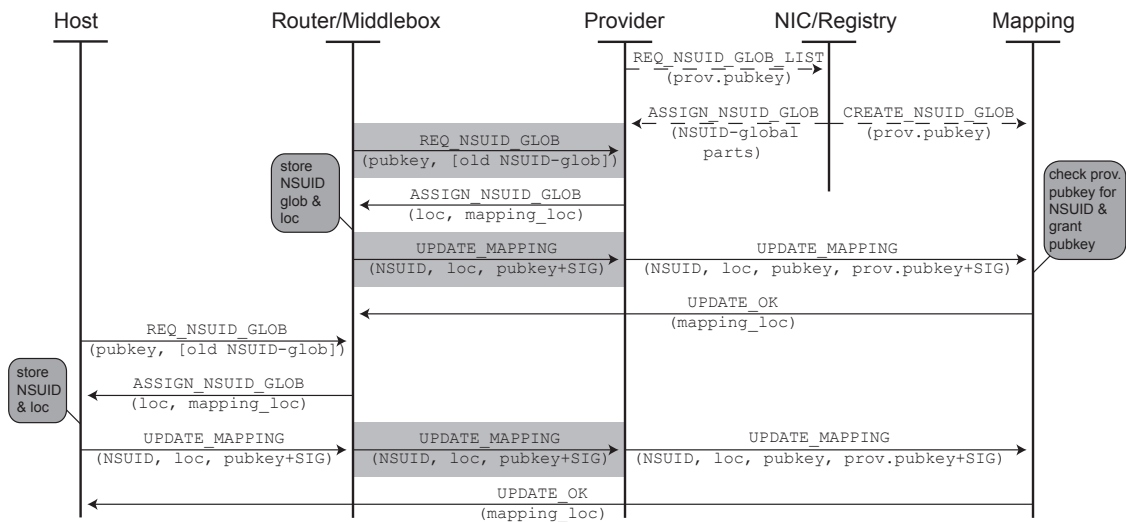 Host Router/Middlebox Provider NIC/Registry Mapping
REQ_NSUID_GLOB_LIST
(prov.pubkey)
ASSIGN_NSUID_GLOB CREATE_NSUID_GLOB
(NSUID-global (prov.pubkey)
parts)
REQ_NSUID_GLOB
(pubkey, [old NSUID-glob])
store
NSUID
glob &
loc
check prov.
pubkey for
NSUID &
grant
pubkey
ASSIGN_NSUID_GLOB
(loc, mapping_loc)
UPDATE_MAPPING UPDATE_MAPPING
(NSUID, loc, pubkey+SIG) (NSUID, loc, pubkey, prov.pubkey+SIG)
UPDATE_OK
(mapping_loc)
REQ_NSUID_GLOB
(pubkey, [old NSUID-glob])
store
NSUID
& loc
ASSIGN_NSUID_GLOB
(loc, mapping_loc)
UPDATE_MAPPING UPDATE_MAPPING UPDATE_MAPPING
(NSUID, loc, pubkey+SIG) (NSUID, loc, pubkey+SIG) (NSUID, loc, pubkey, prov.pubkey+SIG)
UPDATE_OK
(mapping_loc)